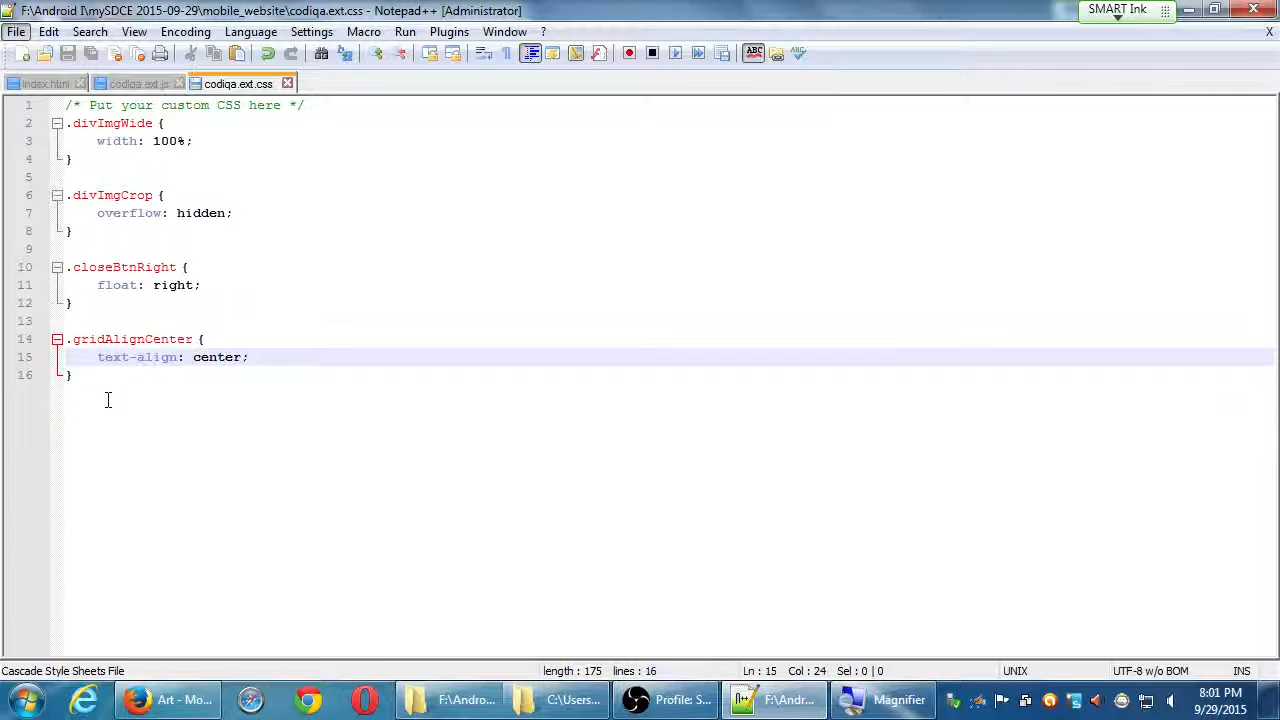 F:\Android I\mySDCE 2015-09-29\mobile_website\codiqa.ext.css - Notepad++ [Administrator]
SMART Ink
File Edit Search View Encoding Language Settings Macro Run Plugins Window ? X
index.html codiqa.ext.js codiqa.ext.css
1 /* Put your custom CSS here */
2 .divImgWide {
3 width: 100%;
4 }
5
6 .divImgCrop {
7 overflow: hidden;
8 }
9
10 .closeBtnRight {
11 float: right;
12 }
13
14 .gridAlignCenter {
15 text-align: center;
16 }
Cascade Style Sheets File length : 175 lines : 16 Ln : 15 Col : 24 Sel : 0 | 0 UNIX UTF-8 w/o BOM INS
Art - Mo... F:\Andro... C:\Users... Profile: S... F:\Andr... Magnifier 8:01 PM
9/29/2015